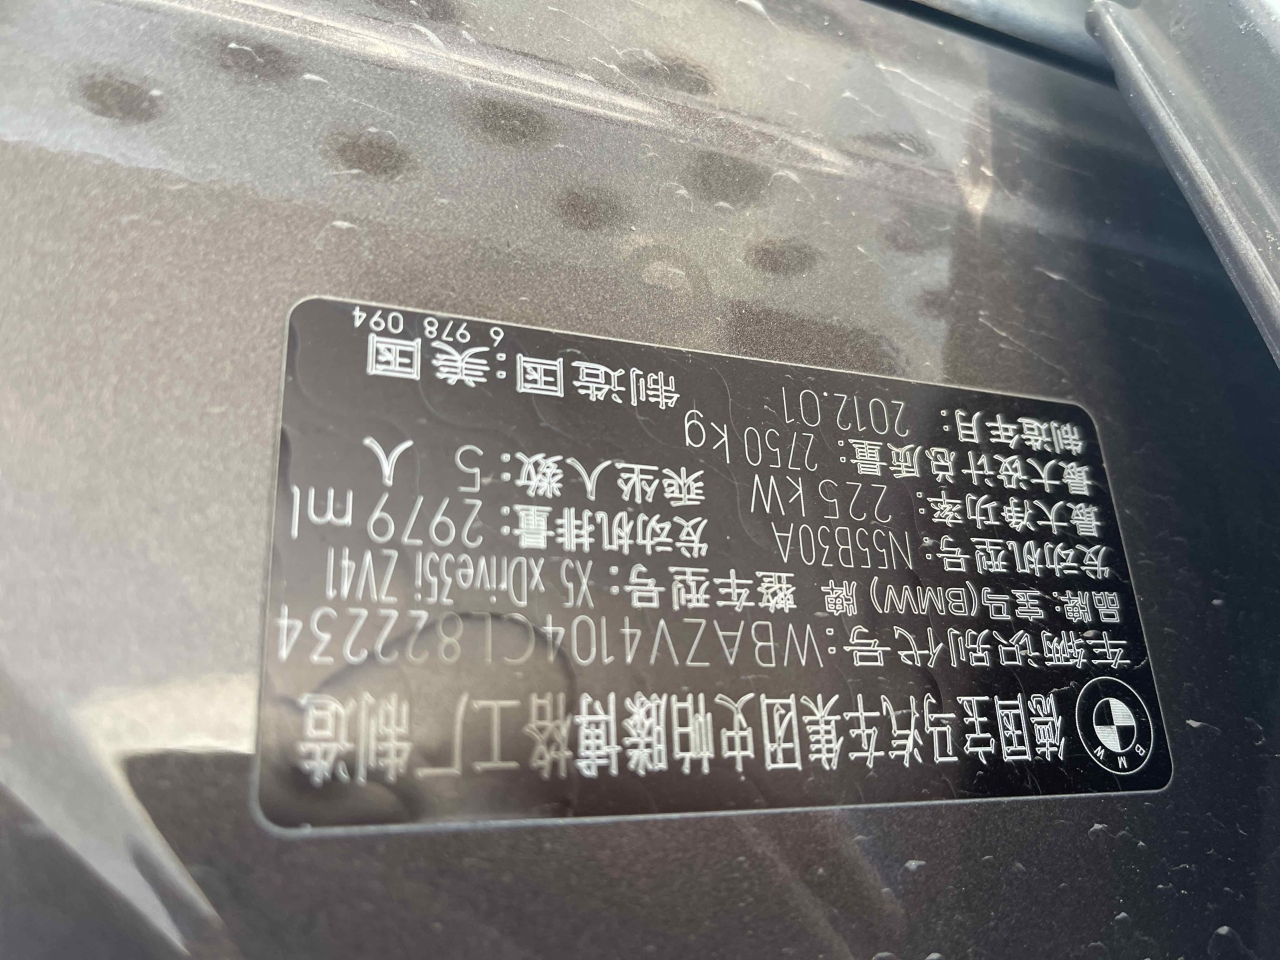 BMW
德国宝马汽车集团史帕滕博格工厂 制造
车辆识别代号:WBAZV4104CL822234
品牌:宝马(BMW) 牌 整车型号:X5 xDrive35i ZV41
发动机型号:N55B30A 发动机排量:2979 ml
最大净功率: 225 kW 乘坐人数: 5 人
最大设计总质量: 2750 kg
制造年月: 2012.01 制造国:美国
6 978 094